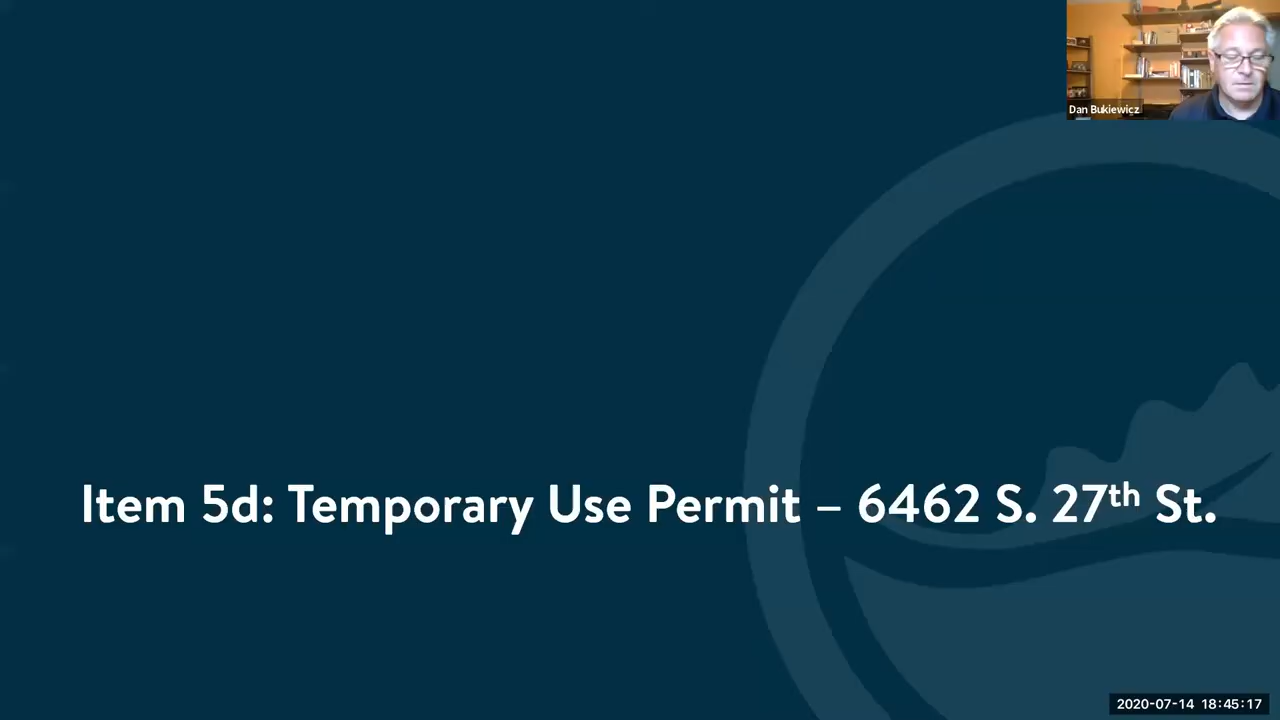 Dan Bukiewicz
Item 5d: Temporary Use Permit – 6462 S. 27th St.
2020-07-14 18:45:17